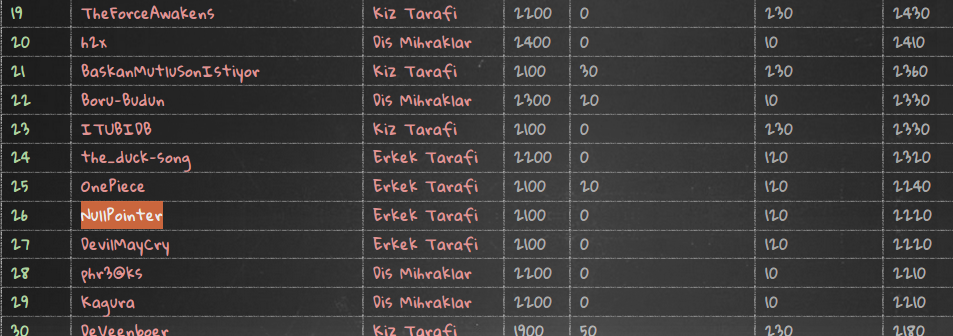 19 TheForceAwakens Kiz Tarafi 2200 0 230 2430
20 h2x Dis Mihraklar 2400 0 10 2410
21 BaskanMutluSonIstiyor Kiz Tarafi 2100 30 230 2360
22 Boru-Budun Dis Mihraklar 2300 20 10 2330
23 ITUBIDB Kiz Tarafi 2100 0 230 2330
24 the_duck-song Erkek Tarafi 2200 0 120 2320
25 OnePiece Erkek Tarafi 2100 20 120 2240
26 NullPointer Erkek Tarafi 2100 0 120 2220
27 DevilMayCry Erkek Tarafi 2100 0 120 2220
28 phr3@ks Dis Mihraklar 2200 0 10 2210
29 Kagura Dis Mihraklar 2200 0 10 2210
30 DeVeenboer Kiz Tarafi 1900 50 230 2180